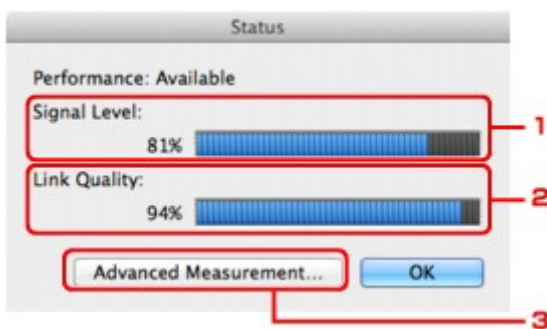 Status
Performance: Available
Signal Level:
81%
1
Link Quality:
94%
2
Advanced Measurement... OK
3